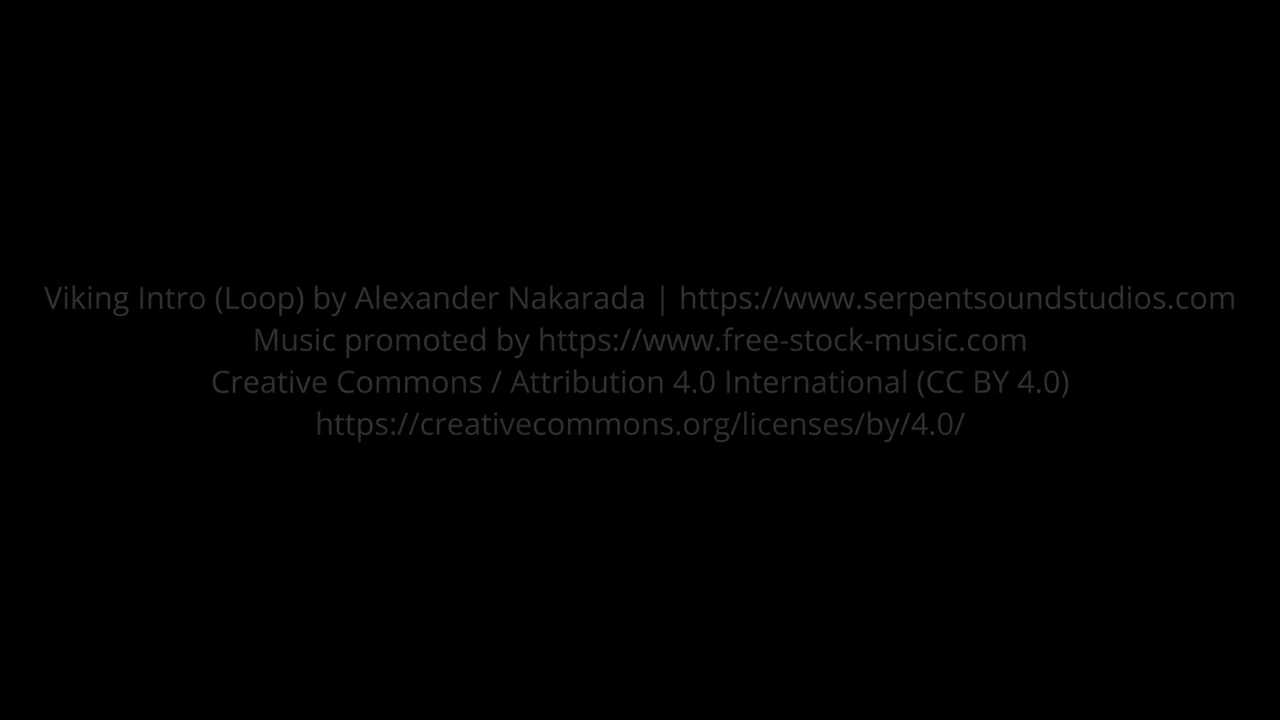 Viking Intro (Loop) by Alexander Nakarada | https://www.serpentsoundstudios.com
Music promoted by https://www.free-stock-music.com
Creative Commons / Attribution 4.0 International (CC BY 4.0)
https://creativecommons.org/licenses/by/4.0/